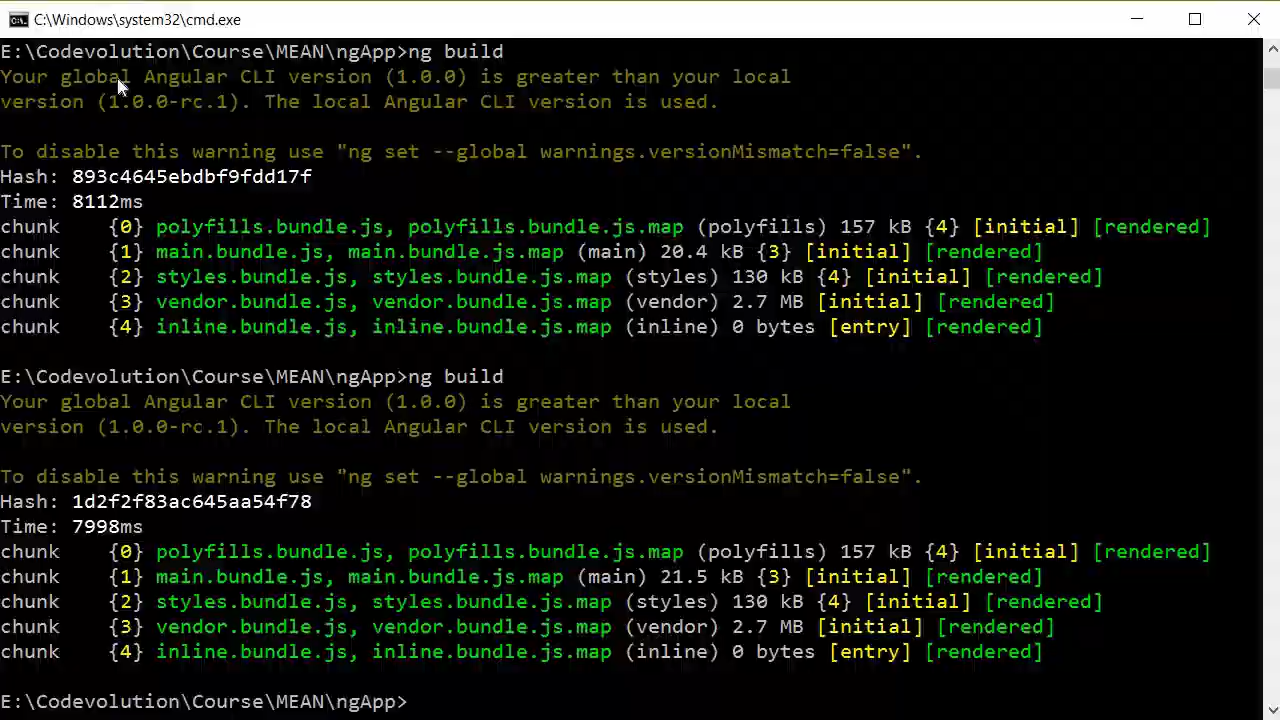 C:\Windows\system32\cmd.exe
E:\Codevolution\Course\MEAN\ngApp>ng build
Your global Angular CLI version (1.0.0) is greater than your local
version (1.0.0-rc.1). The local Angular CLI version is used.
To disable this warning use "ng set --global warnings.versionMismatch=false".
Hash: 893c4645ebdbf9fdd17f
Time: 8112ms
chunk    {0} polyfills.bundle.js, polyfills.bundle.js.map (polyfills) 157 kB {4} [initial] [rendered]
chunk    {1} main.bundle.js, main.bundle.js.map (main) 20.4 kB {3} [initial] [rendered]
chunk    {2} styles.bundle.js, styles.bundle.js.map (styles) 130 kB {4} [initial] [rendered]
chunk    {3} vendor.bundle.js, vendor.bundle.js.map (vendor) 2.7 MB [initial] [rendered]
chunk    {4} inline.bundle.js, inline.bundle.js.map (inline) 0 bytes [entry] [rendered]
E:\Codevolution\Course\MEAN\ngApp>ng build
Your global Angular CLI version (1.0.0) is greater than your local
version (1.0.0-rc.1). The local Angular CLI version is used.
To disable this warning use "ng set --global warnings.versionMismatch=false".
Hash: 1d2f2f83ac645aa54f78
Time: 7998ms
chunk    {0} polyfills.bundle.js, polyfills.bundle.js.map (polyfills) 157 kB {4} [initial] [rendered]
chunk    {1} main.bundle.js, main.bundle.js.map (main) 21.5 kB {3} [initial] [rendered]
chunk    {2} styles.bundle.js, styles.bundle.js.map (styles) 130 kB {4} [initial] [rendered]
chunk    {3} vendor.bundle.js, vendor.bundle.js.map (vendor) 2.7 MB [initial] [rendered]
chunk    {4} inline.bundle.js, inline.bundle.js.map (inline) 0 bytes [entry] [rendered]
E:\Codevolution\Course\MEAN\ngApp>